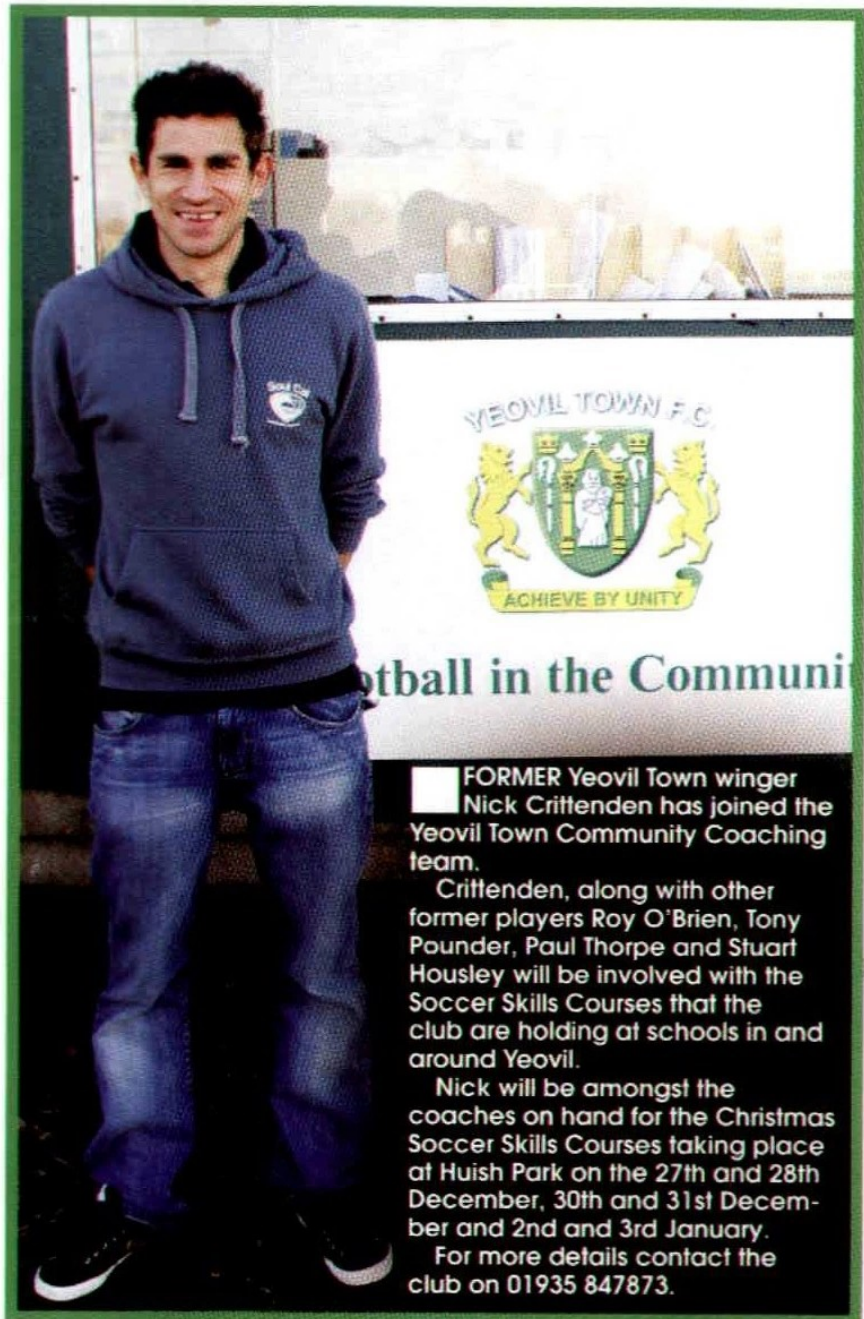 Soul Cal
YEOVIL TOWN F.C.
ACHIEVE BY UNITY
otball in the Communi
FORMER Yeovil Town winger
Nick Crittenden has joined the
Yeovil Town Community Coaching
team.
Crittenden, along with other
former players Roy O'Brien, Tony
Pounder, Paul Thorpe and Stuart
Housley will be involved with the
Soccer Skills Courses that the
club are holding at schools in and
around Yeovil.
Nick will be amongst the
coaches on hand for the Christmas
Soccer Skills Courses taking place
at Huish Park on the 27th and 28th
December, 30th and 31st Decem-
ber and 2nd and 3rd January.
For more details contact the
club on 01935 847873.